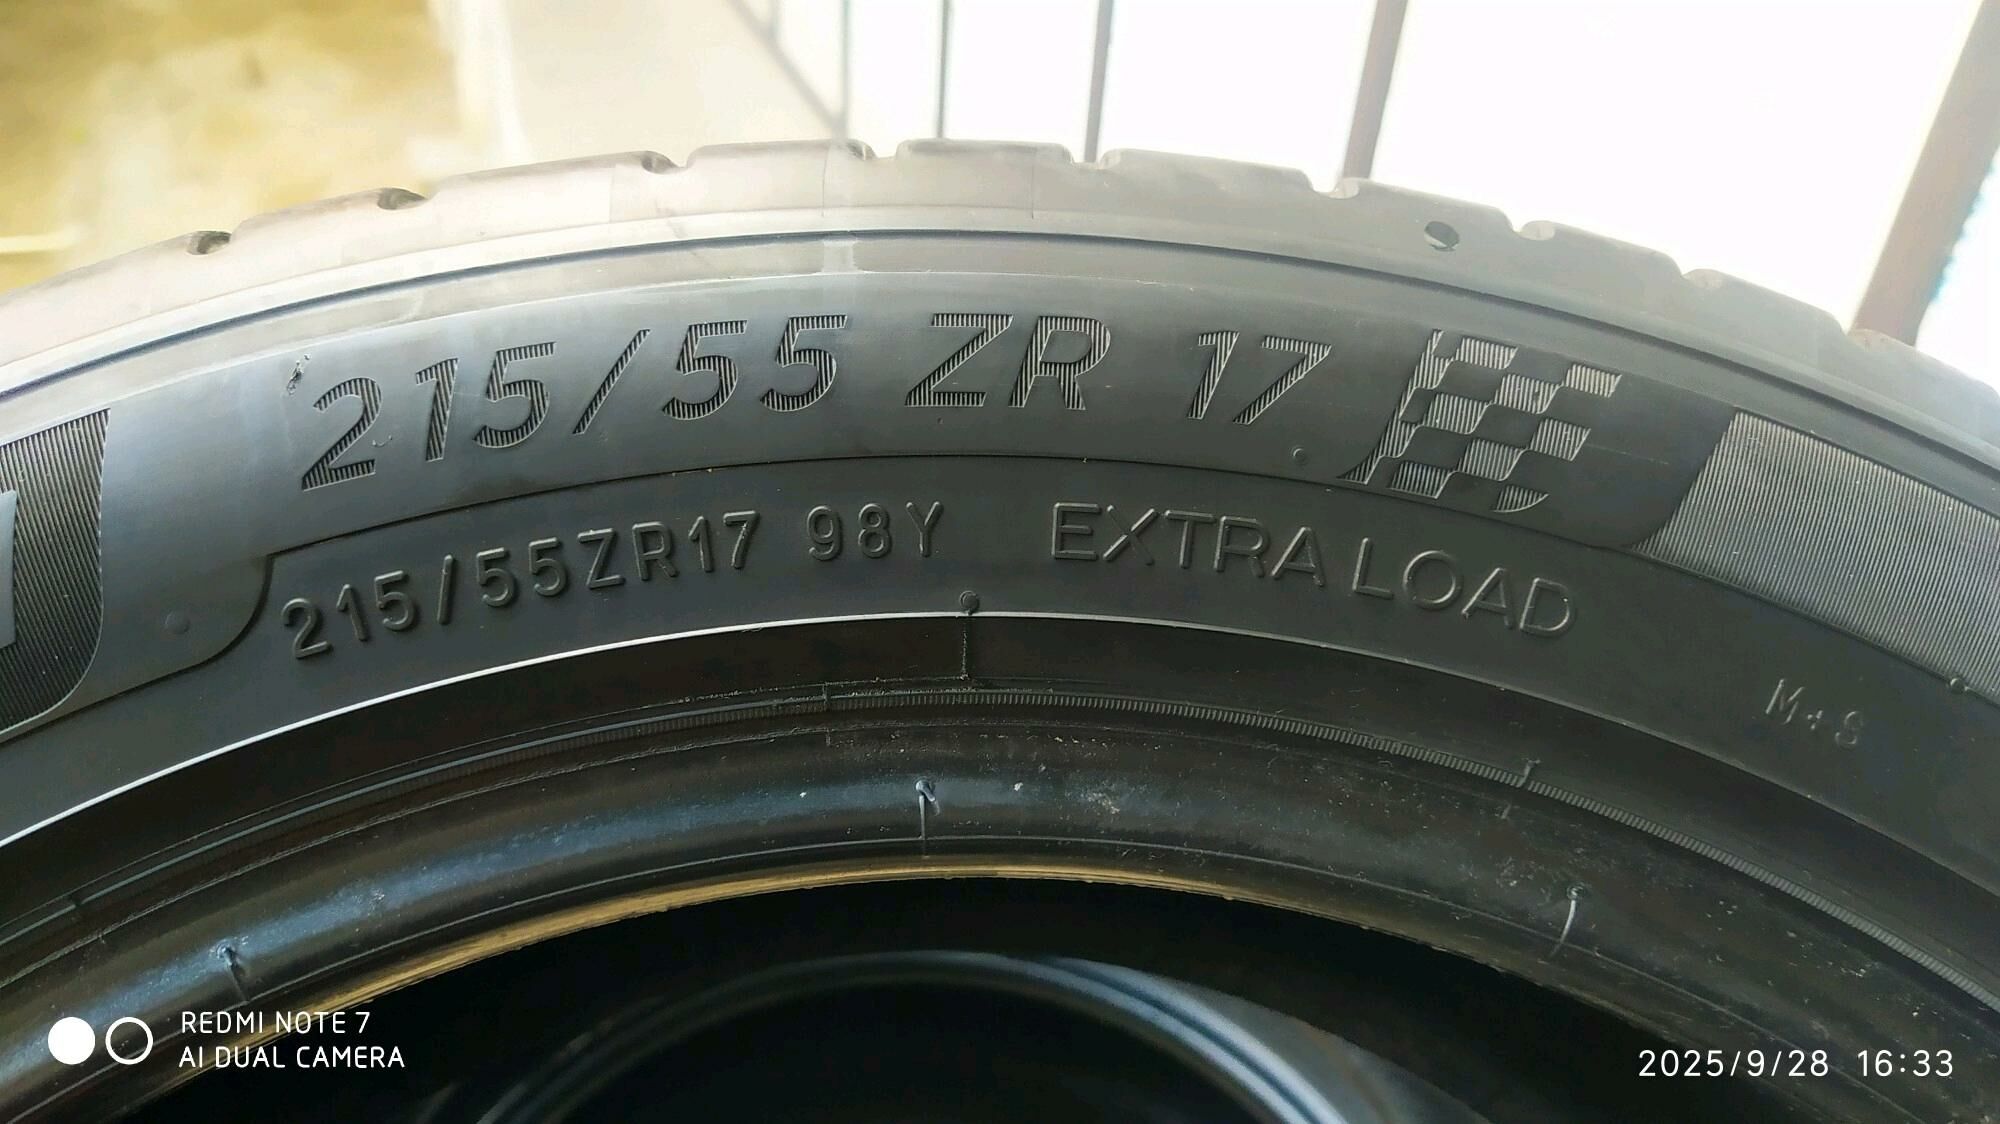 215/55 ZR 17
215/55ZR17 98Y EXTRA LOAD
M+S
REDMI NOTE 7
AI DUAL CAMERA
2025/9/28 16:33